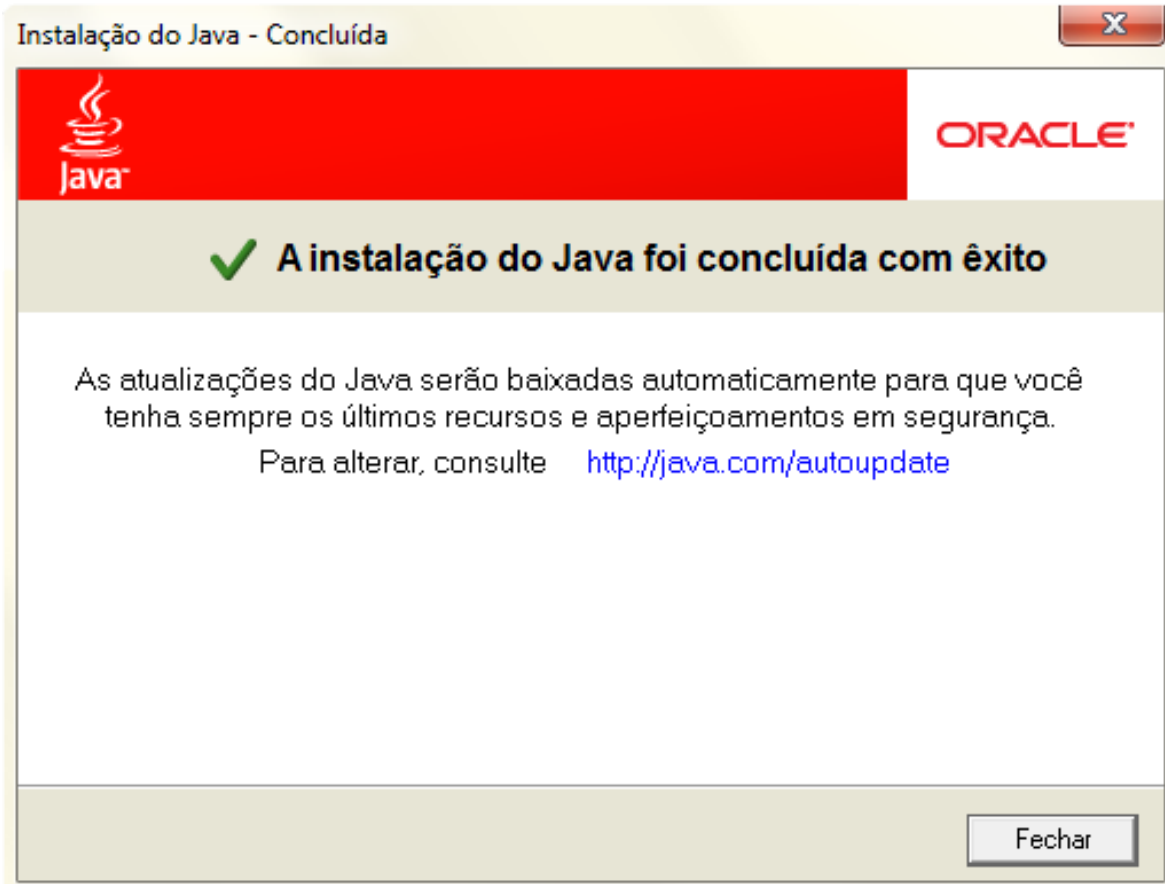 Instalação do Java - Concluída
Java
ORACLE
A instalação do Java foi concluída com êxito
As atualizações do Java serão baixadas automaticamente para que você
tenha sempre os últimos recursos e aperfeiçoamentos em segurança.
Para alterar, consulte http://java.com/autoupdate
Fechar